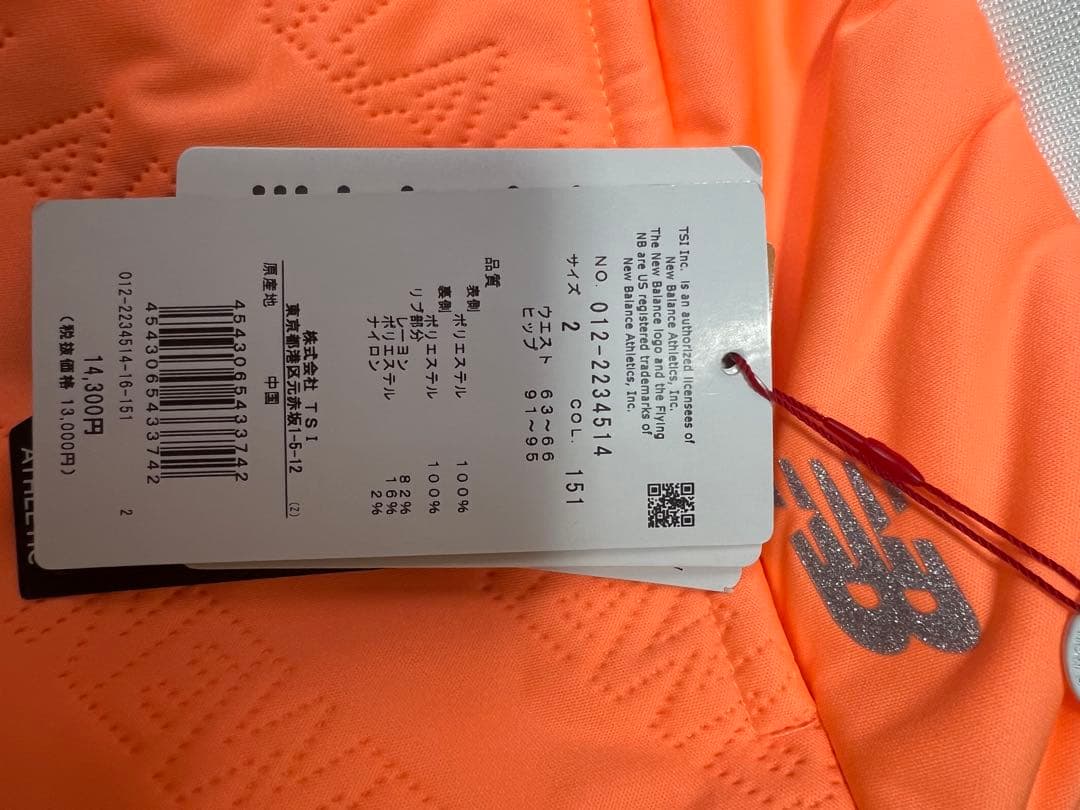 TSI Inc. is an authorized licensees of
New Balance Athletics, Inc.
The New Balance logo and the Flying
NB are US registered trademarks of
New Balance Athletics, Inc.
NO. 012-2234514
サイズ 2 COL. 151
ウエスト 63~66
ヒップ 91~95
品質
表側 ポリエステル 100%
裏側 ポリエステル 100%
リブ部分
レーヨン 82%
ポリエステル 16%
ナイロン 2%
株式会社 TSI
東京都港区元赤坂1-5-12 (Z)
原産地 中国
4543065433742
4543065433742
012-2234514-16-151 2
14,300円
(税抜価格 13,000円)
NB